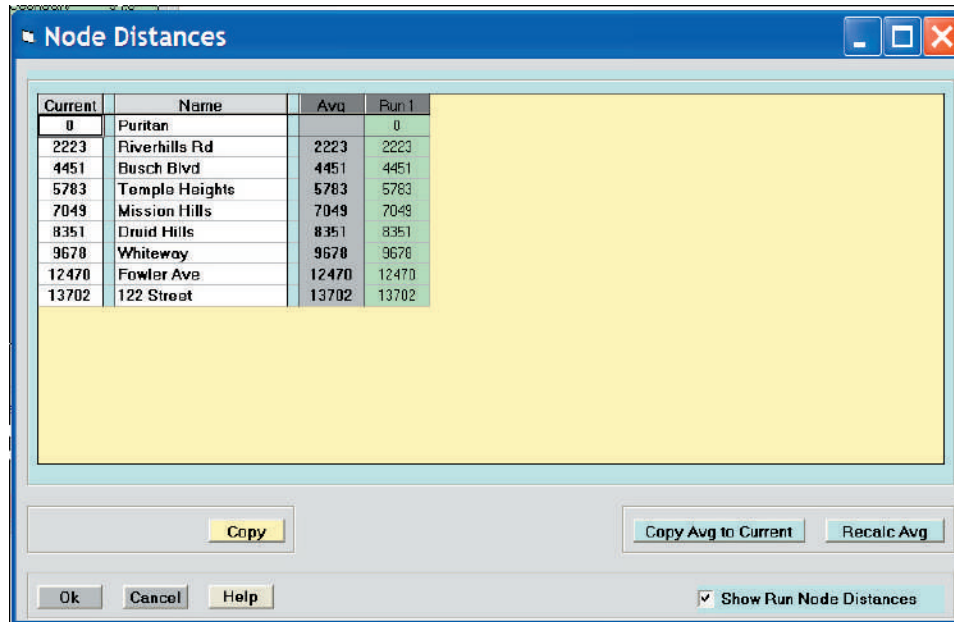 Node Distances
Current Name Avg Run 1
0 Puritan 0
2223 Riverhills Rd 2223 2223
4451 Busch Blvd 4451 4451
5783 Temple Heights 5783 5783
7049 Mission Hills 7049 7049
8351 Druid Hills 8351 8351
9678 Whiteway 9678 9678
12470 Fowler Ave 12470 12470
13702 122 Street 13702 13702
Copy Copy Avg to Current Recalc Avg
Ok Cancel Help Show Run Node Distances